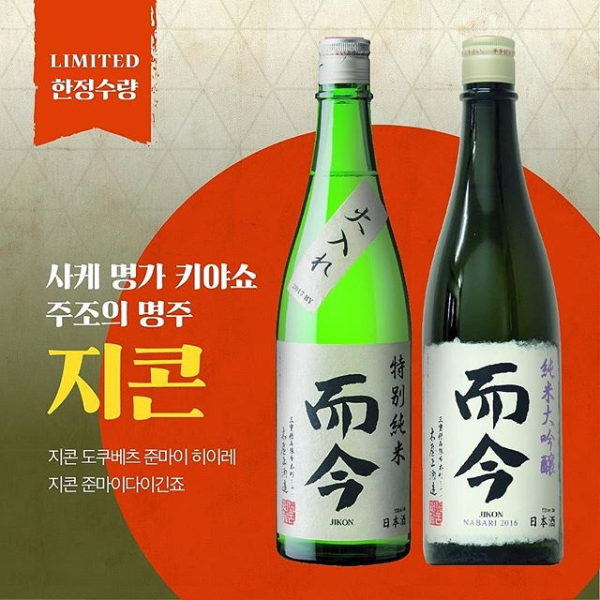 LIMITED
한정수량
사케 명가 키야쇼
주조의 명주
지콘
지콘 도쿠베츠 준마이 히이레
지콘 준마이다이긴죠
火入れ
2017 BY
特別純米
而今
JIKON
日本酒
純米大吟醸
而今
JIKON
NABARI 2016
日本酒